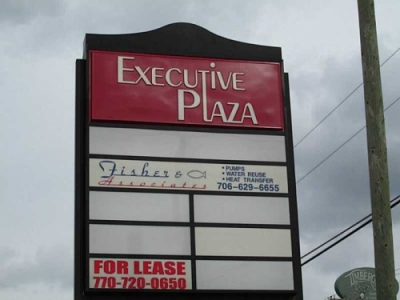 EXECUTIVE
PLAZA
Fisher &
Associates
• PUMPS
• WATER REUSE
• HEAT TRANSFER
706-629-6655
FOR LEASE
770-720-0650